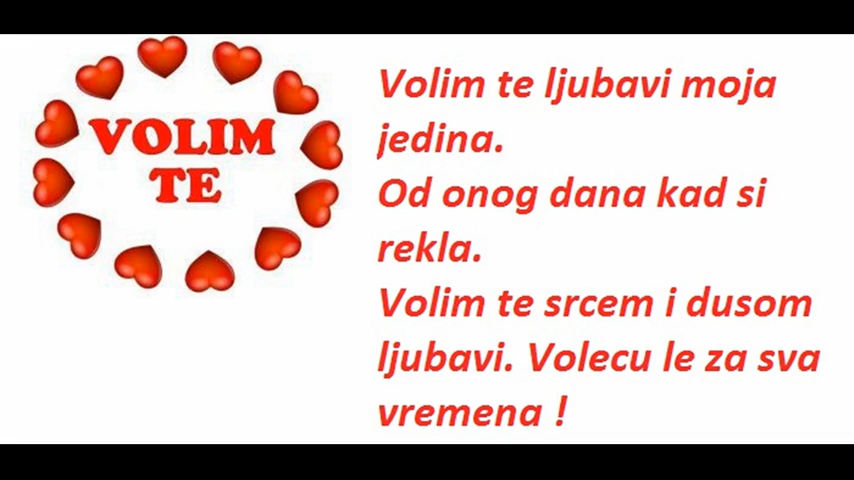 VOLIM
TE
Volim te ljubavi moja
jedina.
Od onog dana kad si
rekla.
Volim te srcem i dusom
ljubavi. Volecu le za sva
vremena !